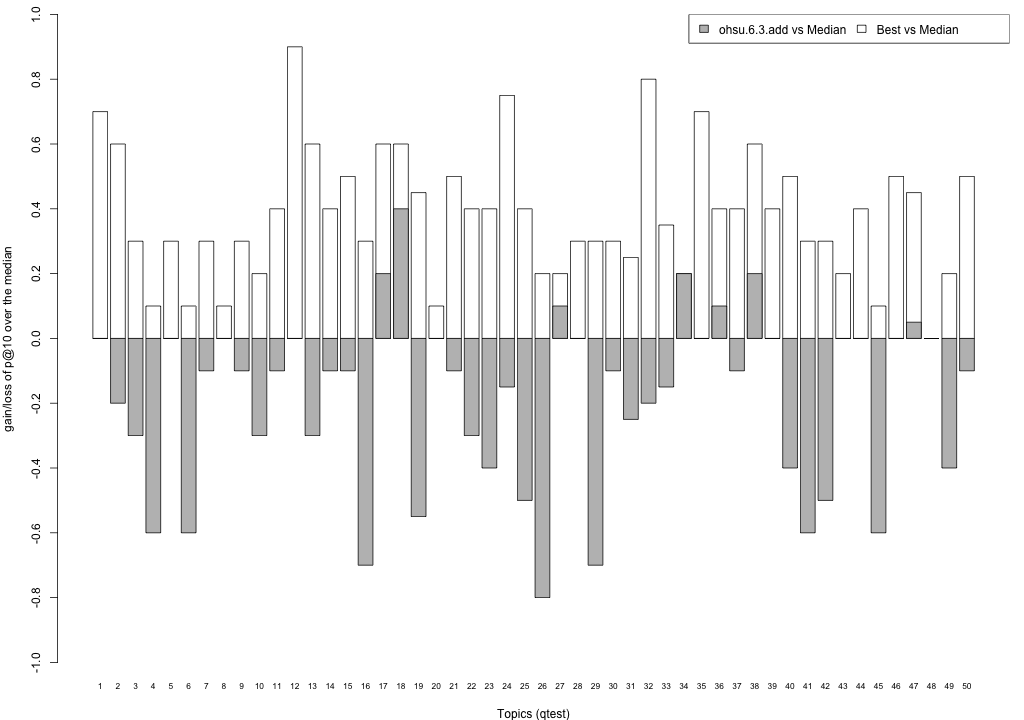 ohsu.6.3.add vs Median Best vs Median
gain/loss of p@10 over the median
1.0
0.8
0.6
0.4
0.2
0.0
-0.2
-0.4
-0.6
-0.8
-1.0
1 2 3 4 5 6 7 8 9 10 11 12 13 14 15 16 17 18 19 20 21 22 23 24 25 26 27 28 29 30 31 32 33 34 35 36 37 38 39 40 41 42 43 44 45 46 47 48 49 50
Topics (qtest)